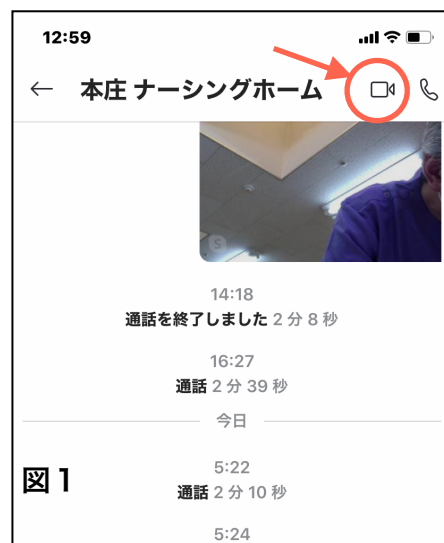 12:59
本庄 ナーシングホーム
14:18
通話を終了しました 2 分 8 秒
16:27
通話 2 分 39 秒
今日
5:22
図 1
通話 2 分 10 秒
5:24